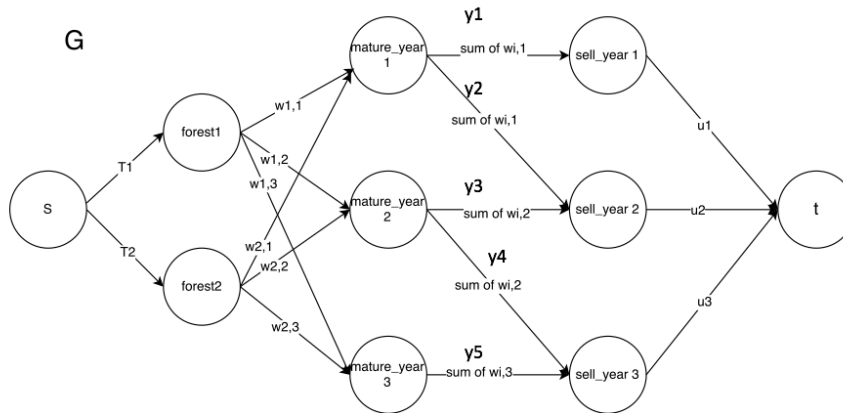 G
S
T1
T2
forest1
forest2
w1,1
w1,2
w1,3
w2,1
w2,2
w2,3
mature_year
1
mature_year
2
mature_year
3
y1
sum of wi,1
y2
sum of wi,1
y3
sum of wi,2
y4
sum of wi,2
y5
sum of wi,3
sell_year 1
sell_year 2
sell_year 3
u1
u2
u3
t